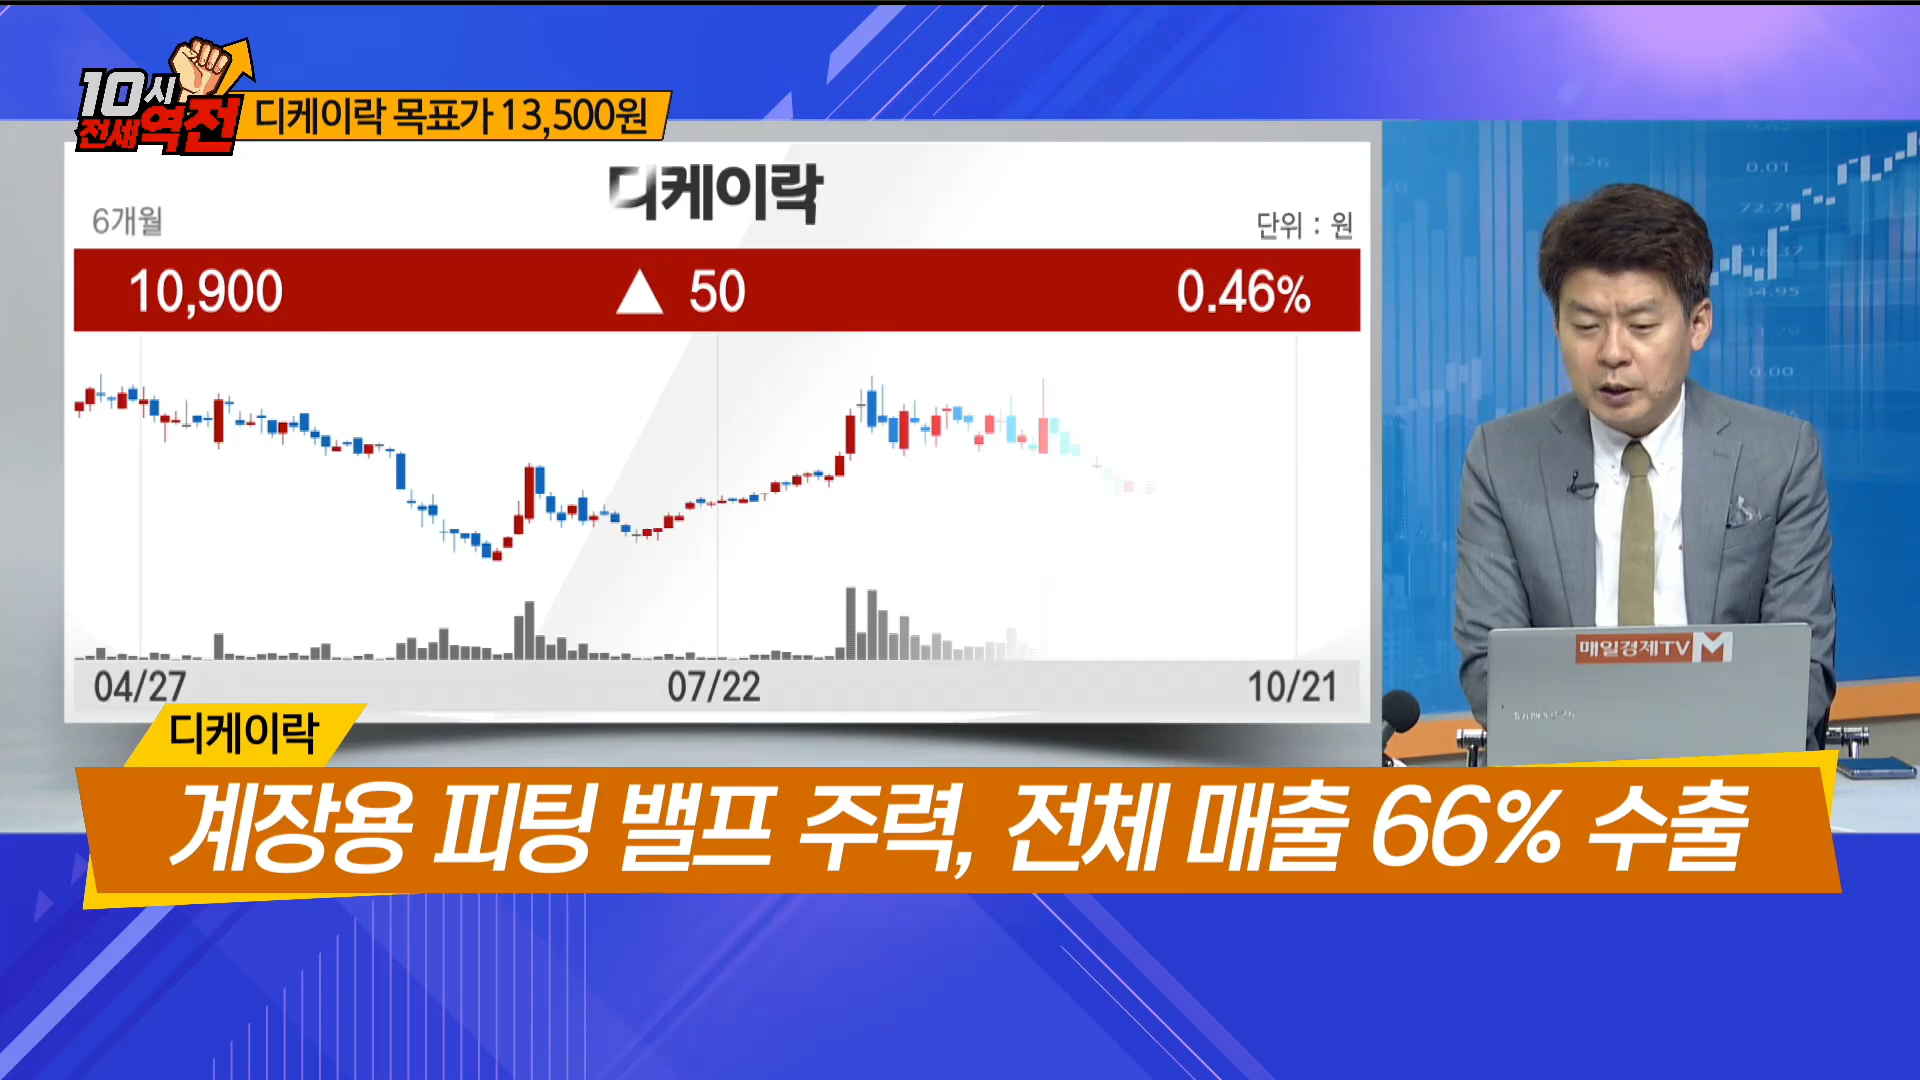 10시
전세역전
디케이락 목표가 13,500원
디케이락
6개월
단위 : 원
10,900 ▲ 50 0.46%
04/27 07/22 10/21
0.01
매일경제TV M
디케이락
계장용 피팅 밸프 주력, 전체 매출 66% 수출